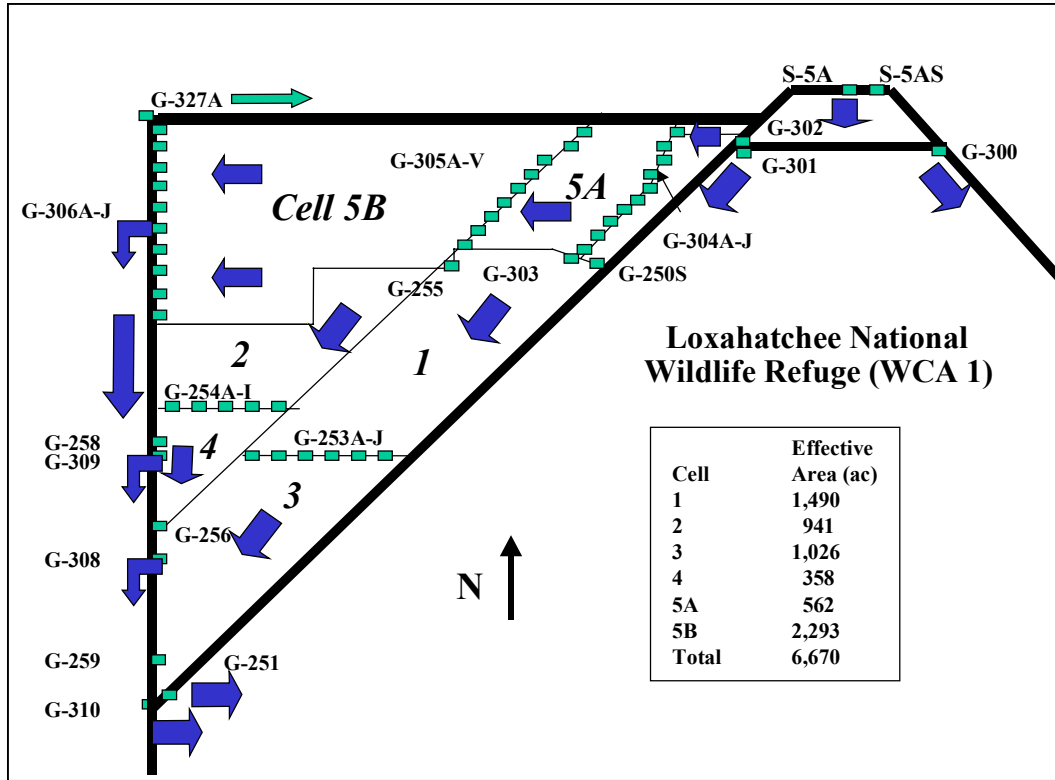 S-5A
S-5AS
G-327A
G-302
G-305A-V
G-301
G-300
5A
Cell 5B
G-306A-J
G-304A-J
G-303
G-250S
G-255
Loxahatchee National
Wildlife Refuge (WCA 1)
2
1
G-254A-I
G-258
G-253A-J
G-309
4
3
G-256
G-308
N
G-259
G-251
G-310
Effective
Cell Area (ac)
1 1,490
2 941
3 1,026
4 358
5A 562
5B 2,293
Total 6,670